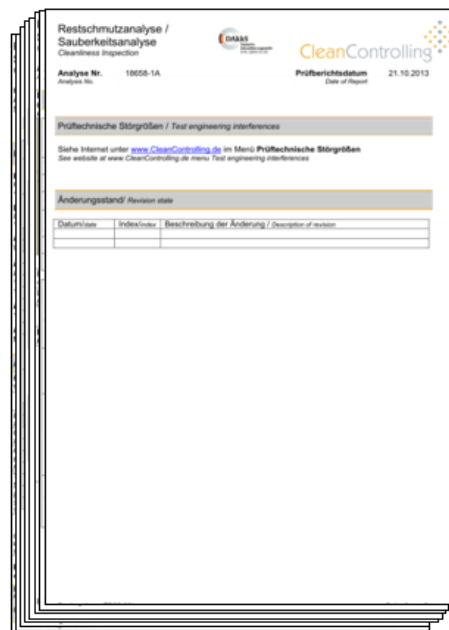 Restschmutzanalyse /
Sauberkeitsanalyse
Cleanliness Inspection
DAkkS
CleanControlling
Analyse Nr. 18658-1A
Analysis No.
Prüfberichtsdatum 21.10.2013
Date of Report
Prüftechnische Störgrößen / Test engineering interferences
Siehe Internet unter www.CleanControlling.de im Menü Prüftechnische Störgrößen
See website at www.CleanControlling.de menu Test engineering interferences
Änderungsstand/ Revision state
Datum/date Index/index Beschreibung der Änderung / Description of revision